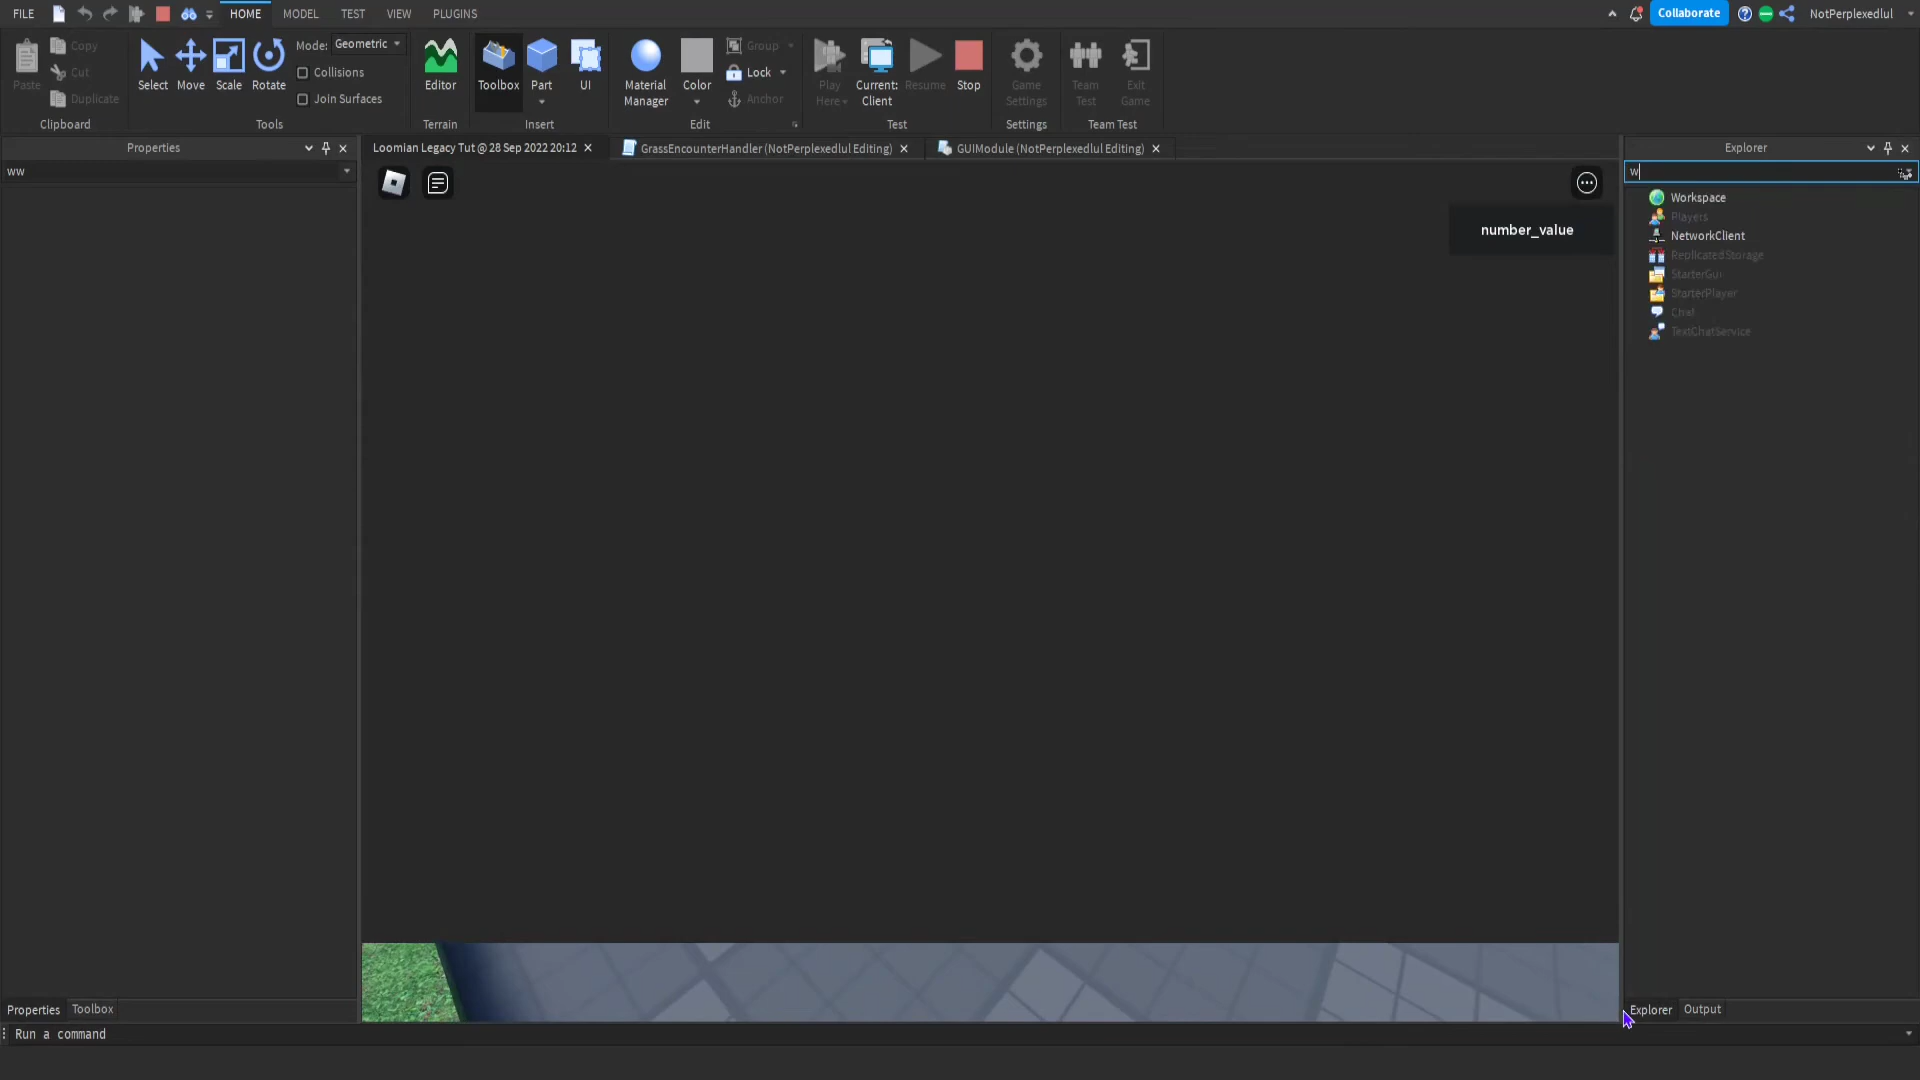 FILE HOME MODEL TEST VIEW PLUGINS Collaborate NotPerplexedlul
Paste Copy Cut Duplicate Clipboard
Select Move Scale Rotate Mode: Geometric Collisions Join Surfaces Tools
Editor Terrain
Toolbox Part UI Insert
Material Manager Color Group Lock Anchor Edit
Play Here Current: Client Resume Stop Test
Game Settings Settings
Team Test Exit Game Team Test
Properties
ww
Loomian Legacy Tut @ 28 Sep 2022 20:12
GrassEncounterHandler (NotPerplexedlul Editing)
GUIModule (NotPerplexedlul Editing)
number_value
Explorer
w
Workspace
Players
NetworkClient
ReplicatedStorage
StarterGui
StarterPlayer
Chat
TextChatService
Properties Toolbox
Explorer Output
Run a command